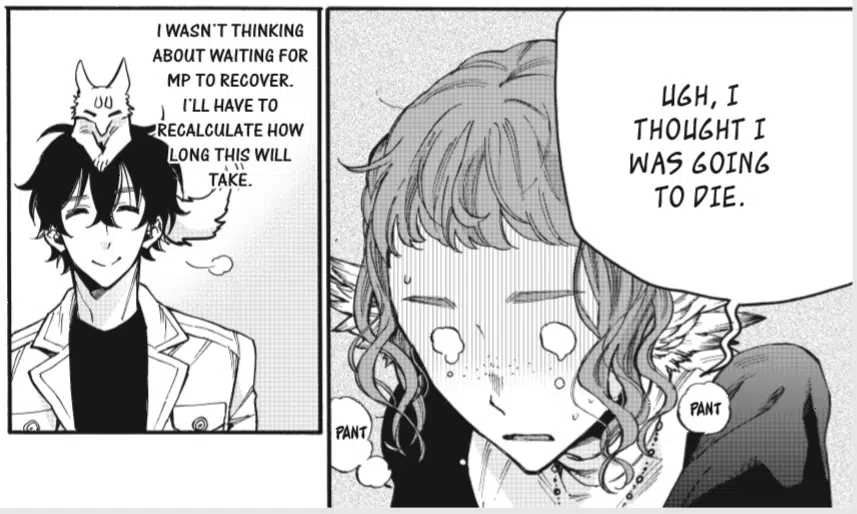 I WASN'T THINKING
ABOUT WAITING FOR
MP TO RECOVER.
I'LL HAVE TO
RECALCULATE HOW
LONG THIS WILL
TAKE.
UGH, I
THOUGHT I
WAS GOING
TO DIE.
PANT
PANT